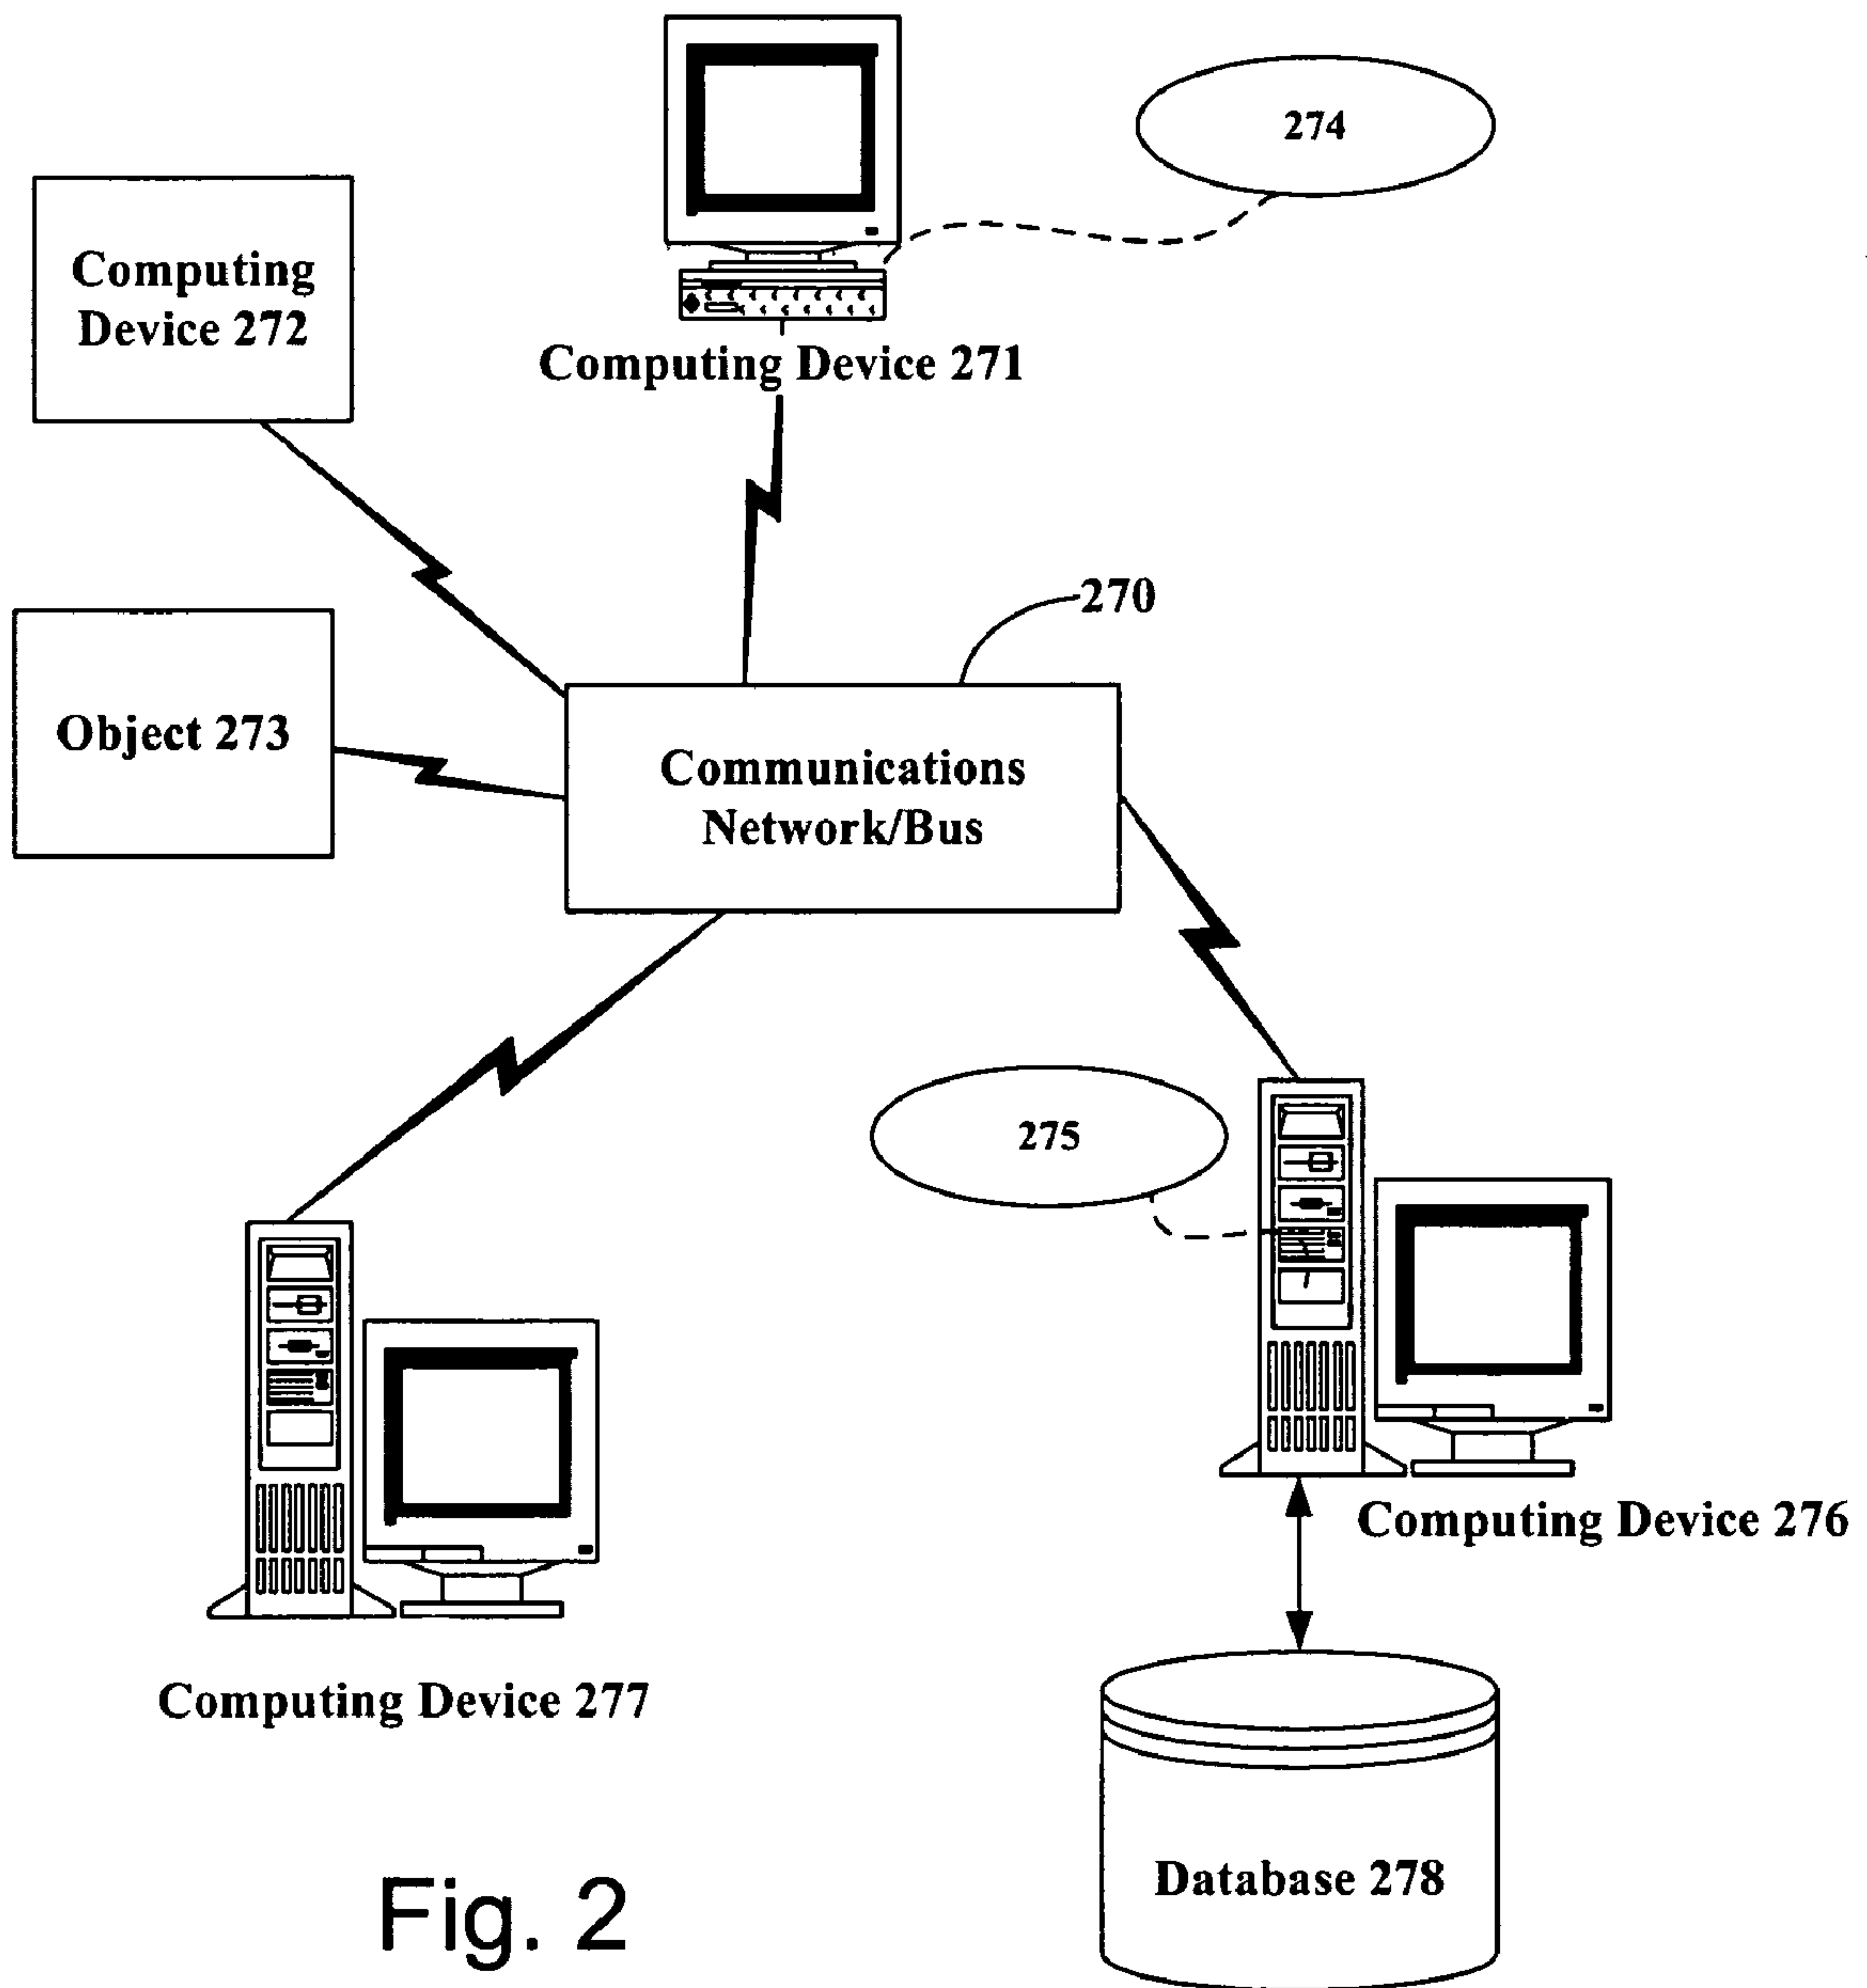 274
Computing
Device 272
Computing Device 271
270
Object 273
Communications
Network/Bus
275
Computing Device 276
Computing Device 277
Database 278
Fig. 2